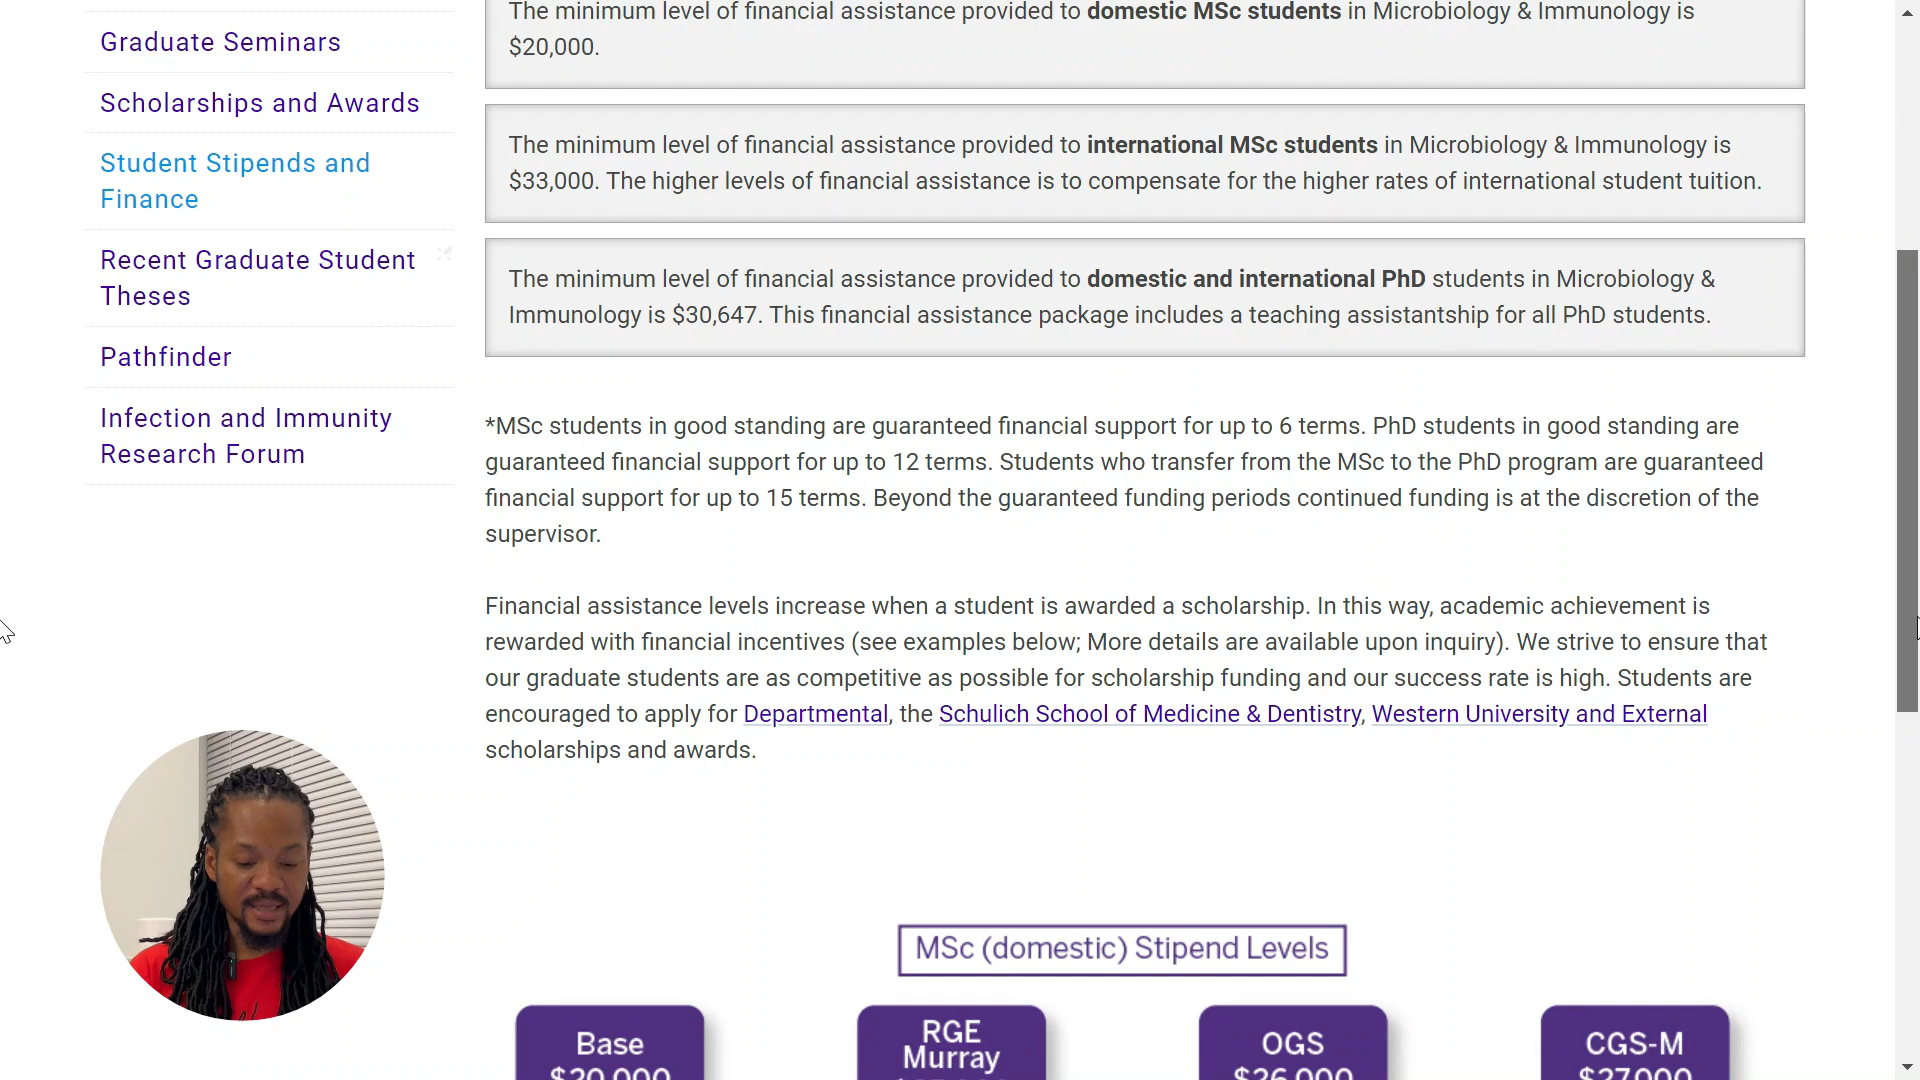 The minimum level of financial assistance provided to domestic MSc students in Microbiology & Immunology is
$20,000.
Graduate Seminars
Scholarships and Awards
Student Stipends and
Finance
Recent Graduate Student
Theses
Pathfinder
Infection and Immunity
Research Forum
The minimum level of financial assistance provided to international MSc students in Microbiology & Immunology is
$33,000. The higher levels of financial assistance is to compensate for the higher rates of international student tuition.
The minimum level of financial assistance provided to domestic and international PhD students in Microbiology &
Immunology is $30,647. This financial assistance package includes a teaching assistantship for all PhD students.
*MSc students in good standing are guaranteed financial support for up to 6 terms. PhD students in good standing are
guaranteed financial support for up to 12 terms. Students who transfer from the MSc to the PhD program are guaranteed
financial support for up to 15 terms. Beyond the guaranteed funding periods continued funding is at the discretion of the
supervisor.
Financial assistance levels increase when a student is awarded a scholarship. In this way, academic achievement is
rewarded with financial incentives (see examples below; More details are available upon inquiry). We strive to ensure that
our graduate students are as competitive as possible for scholarship funding and our success rate is high. Students are
encouraged to apply for Departmental, the Schulich School of Medicine & Dentistry, Western University and External
scholarships and awards.
MSc (domestic) Stipend Levels
Base
$20,000
RGE
Murray
OGS
$26,000
CGS-M
$27,000